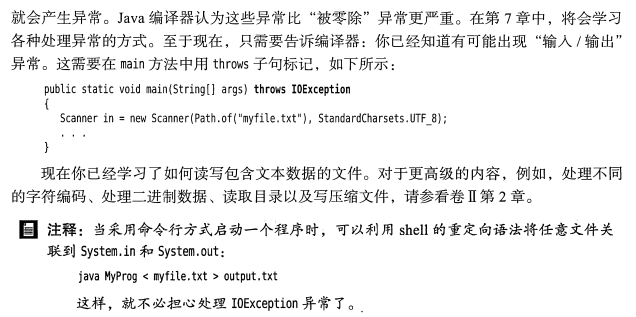 就会产生异常。Java 编译器认为这些异常比“被零除”异常更严重。在第 7 章中，将会学习
各种处理异常的方式。至于现在，只需要告诉编译器：你已经知道有可能出现“输入 / 输出”
异常。这需要在 main 方法中用 throws 子句标记，如下所示：
public static void main(String[] args) throws IOException
{
Scanner in = new Scanner(Path.of("myfile.txt"), StandardCharsets.UTF_8);
. . .
}
现在你已经学习了如何读写包含文本数据的文件。对于更高级的内容，例如，处理不同
的字符编码、处理二进制数据、读取目录以及写压缩文件，请参看卷Ⅱ第 2 章。
注释：当采用命令行方式启动一个程序时，可以利用 shell 的重定向语法将任意文件关
联到 System.in 和 System.out：
java MyProg < myfile.txt > output.txt
这样，就不必担心处理 IOException 异常了。